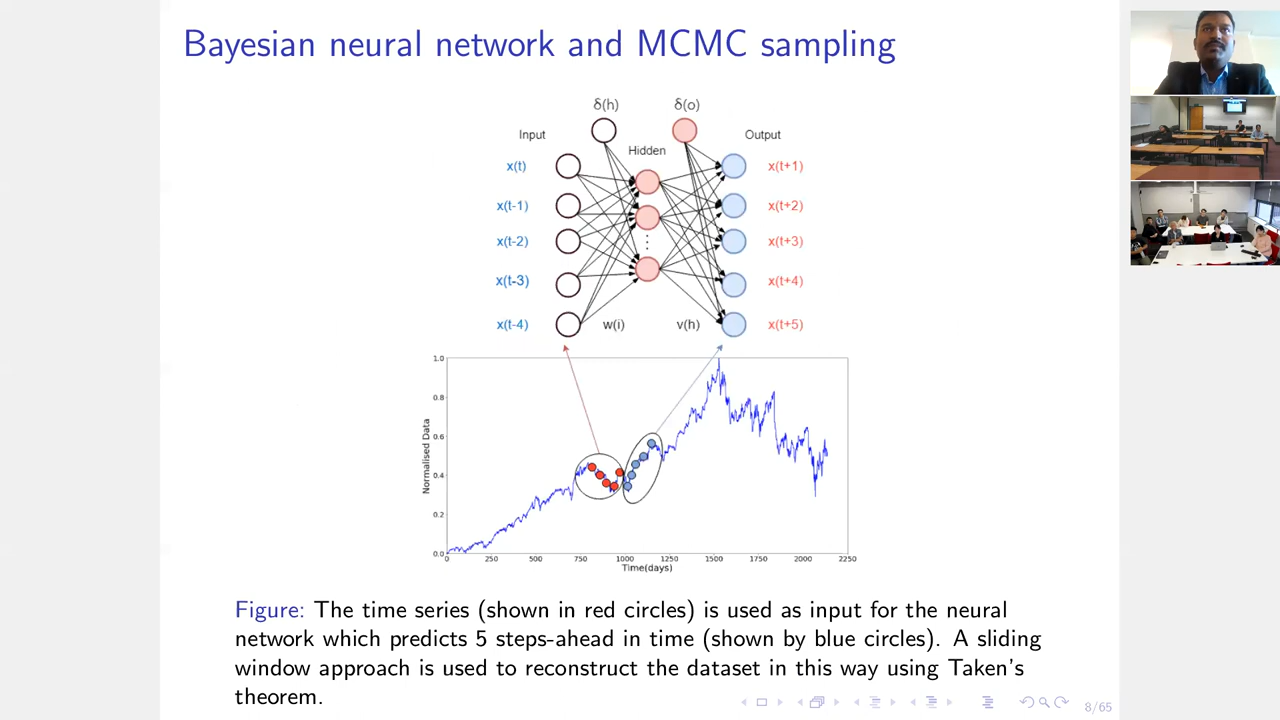 Bayesian neural network and MCMC sampling
δ(h)
δ(o)
Input
Output
Hidden
x(t)
x(t+1)
x(t-1)
x(t+2)
x(t-2)
x(t+3)
x(t-3)
x(t+4)
x(t-4)
w(i)
v(h)
x(t+5)
1.0
0.8
0.6
0.4
0.2
0.0
Normalised Data
0 250 500 750 1000 1250 1500 1750 2000 2250
Time(days)
Figure: The time series (shown in red circles) is used as input for the neural
network which predicts 5 steps-ahead in time (shown by blue circles). A sliding
window approach is used to reconstruct the dataset in this way using Taken's
theorem.
8/65